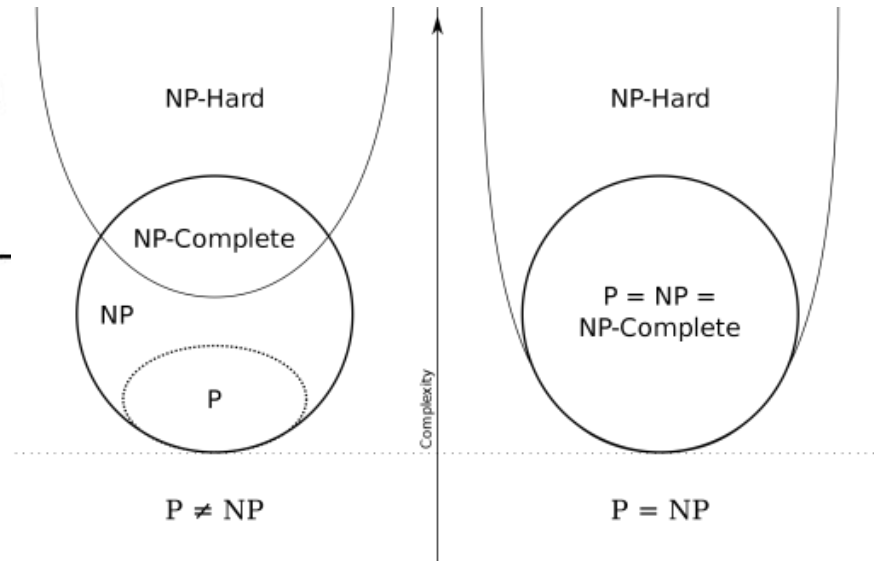 NP-Hard
NP-Complete
NP
P
P ≠ NP
Complexity
NP-Hard
P = NP =
NP-Complete
P = NP